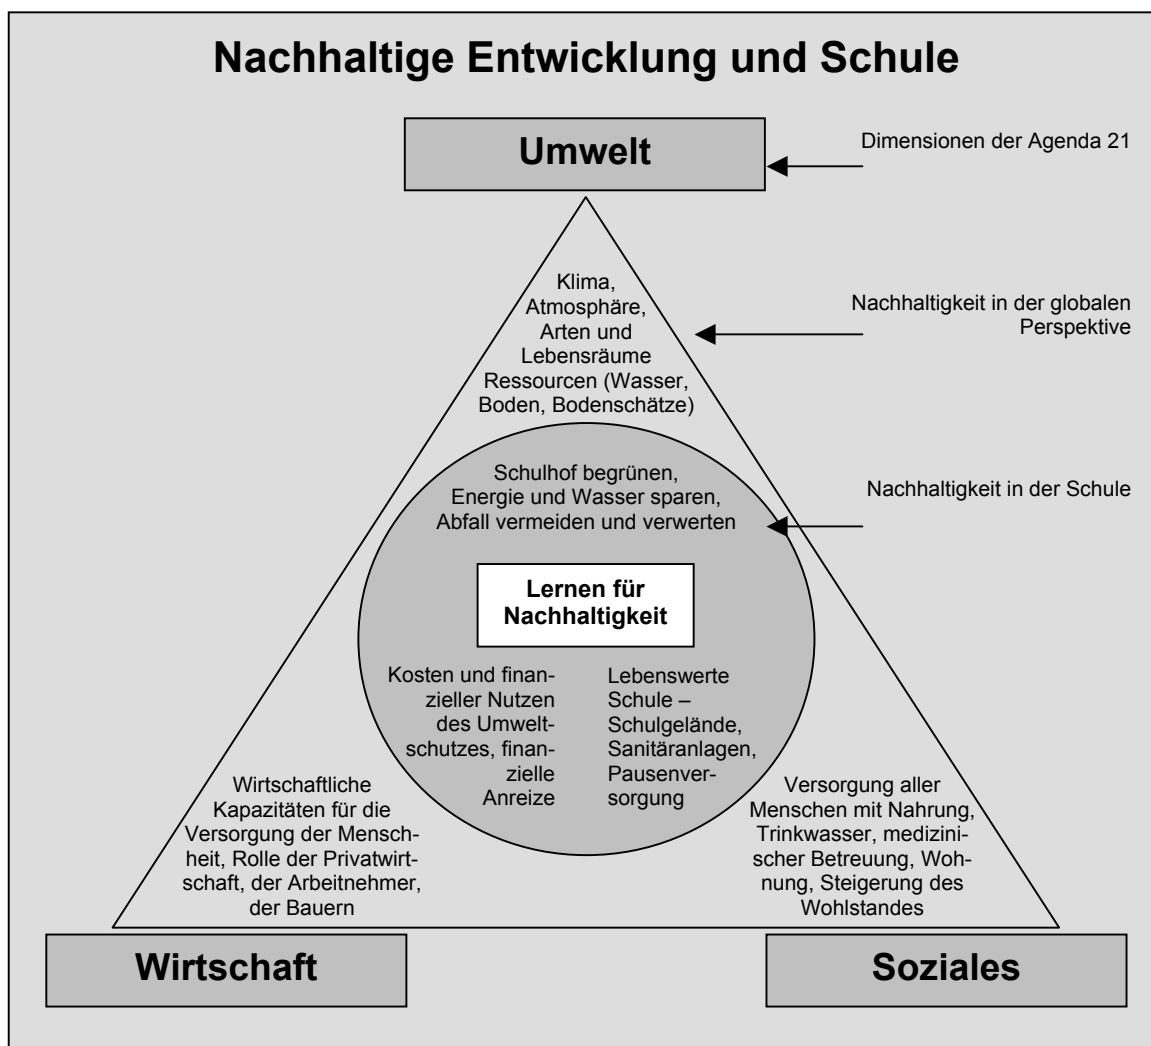 Nachhaltige Entwicklung und Schule
Umwelt
Dimensionen der Agenda 21
Klima,
Atmosphäre,
Arten und
Lebensräume
Ressourcen (Wasser,
Boden, Bodenschätze)
Nachhaltigkeit in der globalen
Perspektive
Schulhof begrünen,
Energie und Wasser sparen,
Abfall vermeiden und verwerten
Nachhaltigkeit in der Schule
Lernen für
Nachhaltigkeit
Kosten und finan-
zieller Nutzen
des Umwelt-
schutzes, finan-
zielle
Anreize
Lebenswerte
Schule –
Schulgelände,
Sanitäranlagen,
Pausenver-
sorgung
Wirtschaftliche
Kapazitäten für die
Versorgung der Mensch-
heit, Rolle der Privatwirt-
schaft, der Arbeitnehmer,
der Bauern
Versorgung aller
Menschen mit Nahrung,
Trinkwasser, medizini-
scher Betreuung, Woh-
nung, Steigerung des
Wohlstandes
Wirtschaft
Soziales